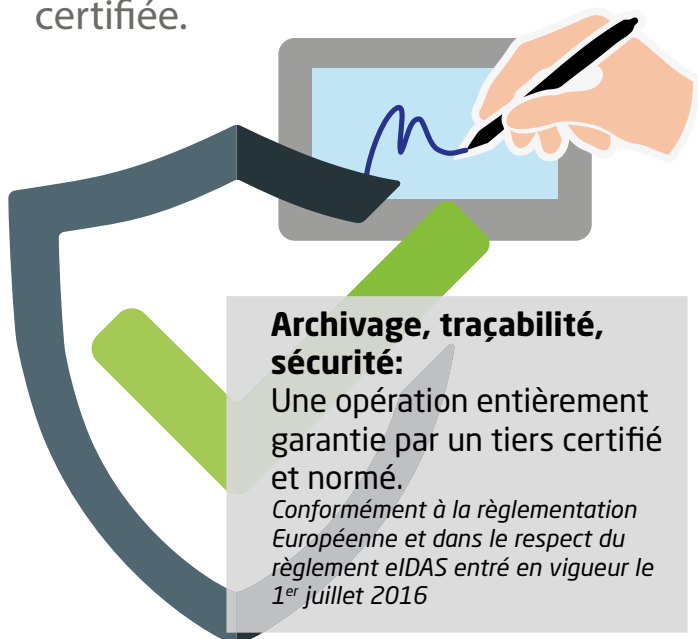 certifiée.
Archivage, traçabilité,
sécurité:
Une opération entièrement
garantie par un tiers certifié
et normé.
Conformément à la règlementation
Européenne et dans le respect du
règlement eIDAS entré en vigueur le
1er juillet 2016